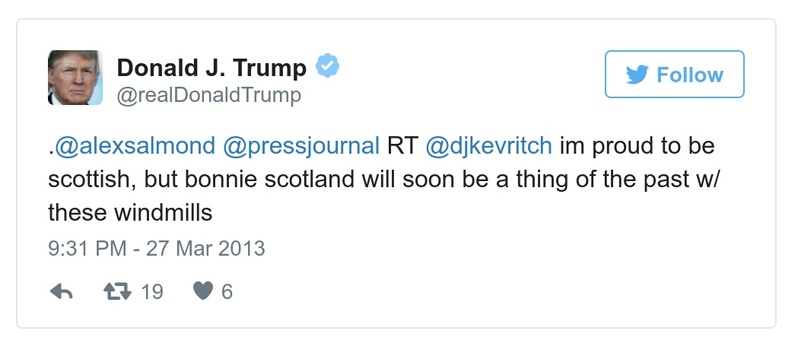 Donald J. Trump
@realDonaldTrump
Follow
.@alexsalmond @pressjournal RT @djkevritch im proud to be
scottish, but bonnie scotland will soon be a thing of the past w/
these windmills
9:31 PM - 27 Mar 2013
19 6